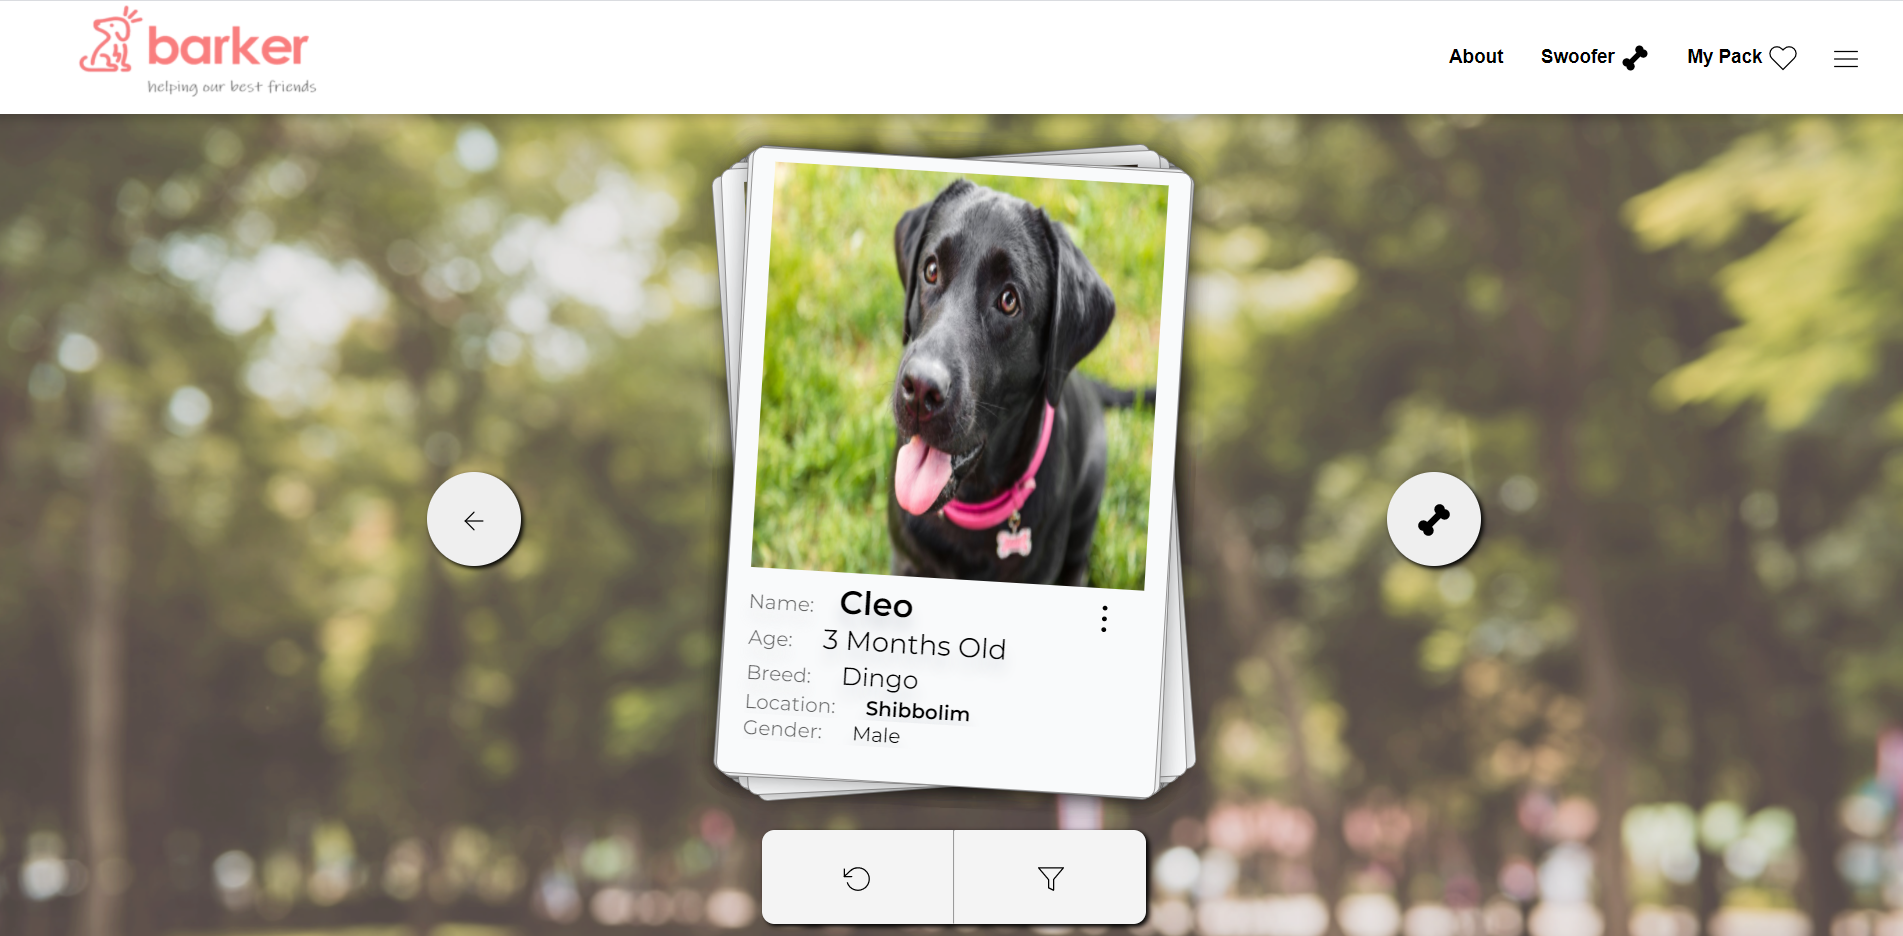 barker
helping our best friends
About Swoofer My Pack
Name: Cleo
Age: 3 Months Old
Breed: Dingo
Location: Shibbolim
Gender: Male